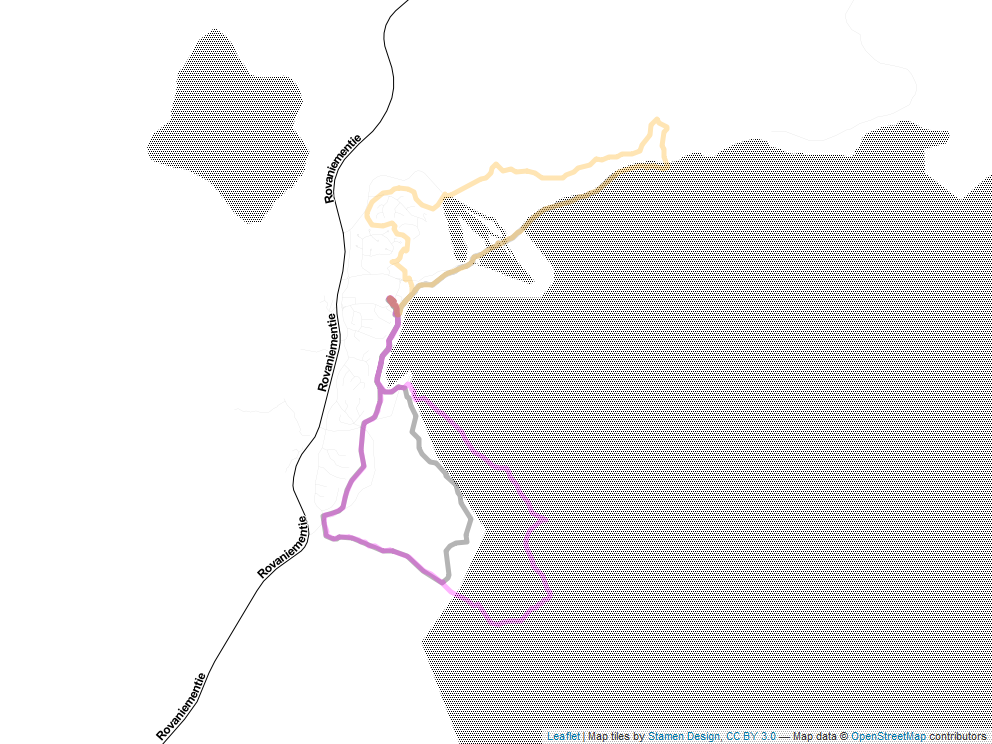 Rovaniementie
Rovaniementie
Rovaniementie
Rovaniementie
Leaflet | Map tiles by Stamen Design, CC BY 3.0 — Map data © OpenStreetMap contributors